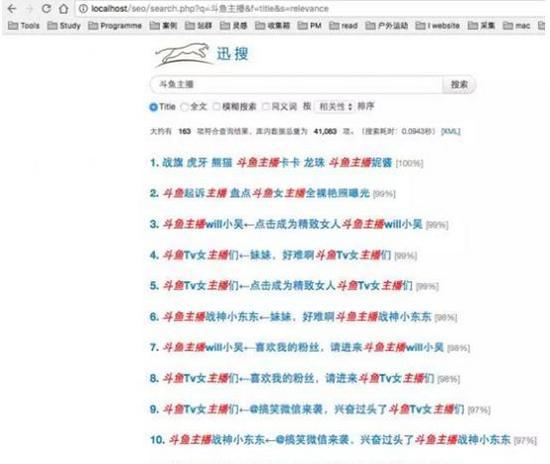 localhost/seo/search.php?q=斗鱼主播&f=title&s=relevance
Tools Study Programme 案例 站群 灵感 收集箱 PM read 户外运动 I website 采集 mac
迅搜
斗鱼主播 搜索
Title 全文 模糊搜索 同义词 按 相关性 排序
大约有 163 项符合查询结果，库内数据总量为 41,083 项。（搜索耗时：0.0943秒） [XML]
1. 战旗 虎牙 熊猫 斗鱼主播卡卡 龙珠 斗鱼主播妮酱 [100%]
2. 斗鱼起诉主播 盘点斗鱼女主播全裸艳照曝光 [99%]
3. 斗鱼主播will小吴←点击成为精致女人斗鱼主播will小吴 [99%]
4. 斗鱼Tv女主播们←妹妹，好难啊斗鱼Tv女主播们 [99%]
5. 斗鱼Tv女主播们←点击成为精致女人斗鱼Tv女主播们 [99%]
6. 斗鱼主播战神小东东←妹妹，好难啊斗鱼主播战神小东东 [98%]
7. 斗鱼主播will小吴←喜欢我的粉丝，请进来斗鱼主播will小吴 [98%]
8. 斗鱼Tv女主播们←喜欢我的粉丝，请进来斗鱼Tv女主播们 [98%]
9. 斗鱼Tv女主播们←@搞笑微信来袭，兴奋过头了斗鱼Tv女主播们 [97%]
10. 斗鱼主播战神小东东←@搞笑微信来袭，兴奋过头了斗鱼主播战神小东东 [97%]